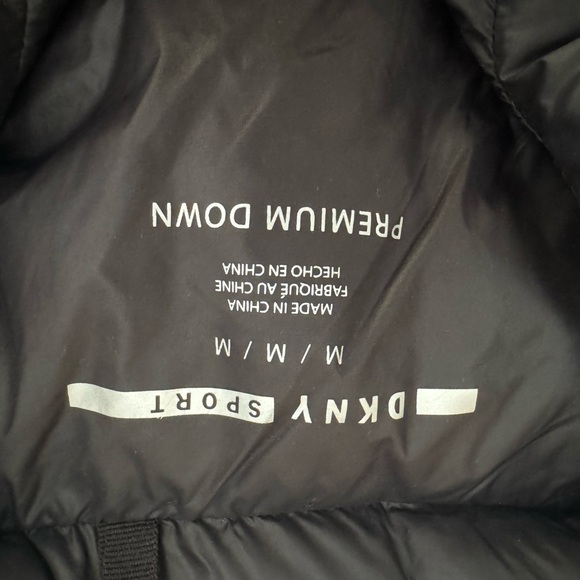 DKNY SPORT
M / M / M
MADE IN CHINA
FABRIQUÉ AU CHINE
HECHO EN CHINA
PREMIUM DOWN